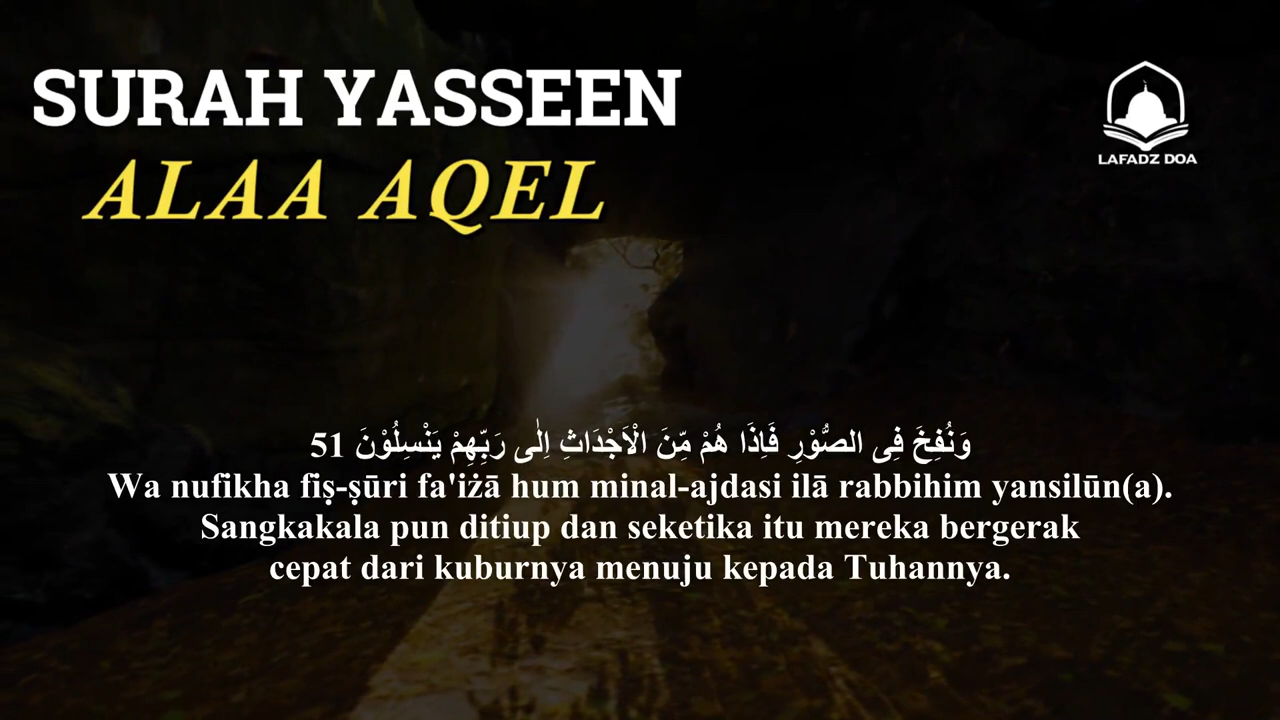 SURAH YASSEEN
ALAA AQEL
LAFADZ DOA
وَنُفِخَ فِى الصُّوْرِ فَاِذَا هُمْ مِّنَ الْاَجْدَاثِ اِلٰى رَبِّهِمْ يَنْسِلُوْنَ 51
Wa nufikha fiṣ-ṣūri fa'iżā hum minal-ajdasi ilā rabbihim yansilūn(a).
Sangkakala pun ditiup dan seketika itu mereka bergerak
cepat dari kuburnya menuju kepada Tuhannya.